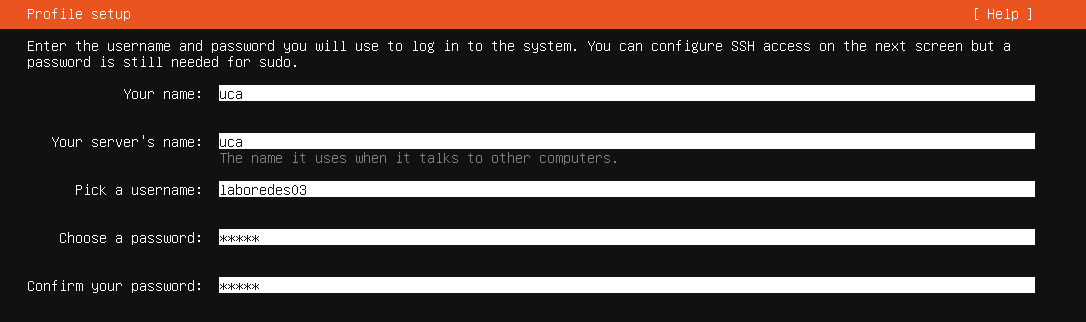 Profile setup [ Help ]
Enter the username and password you will use to log in to the system. You can configure SSH access on the next screen but a
password is still needed for sudo.
Your name: uca
Your server's name: uca
The name it uses when it talks to other computers.
Pick a username: laboredes03
Choose a password: *****
Confirm your password: *****